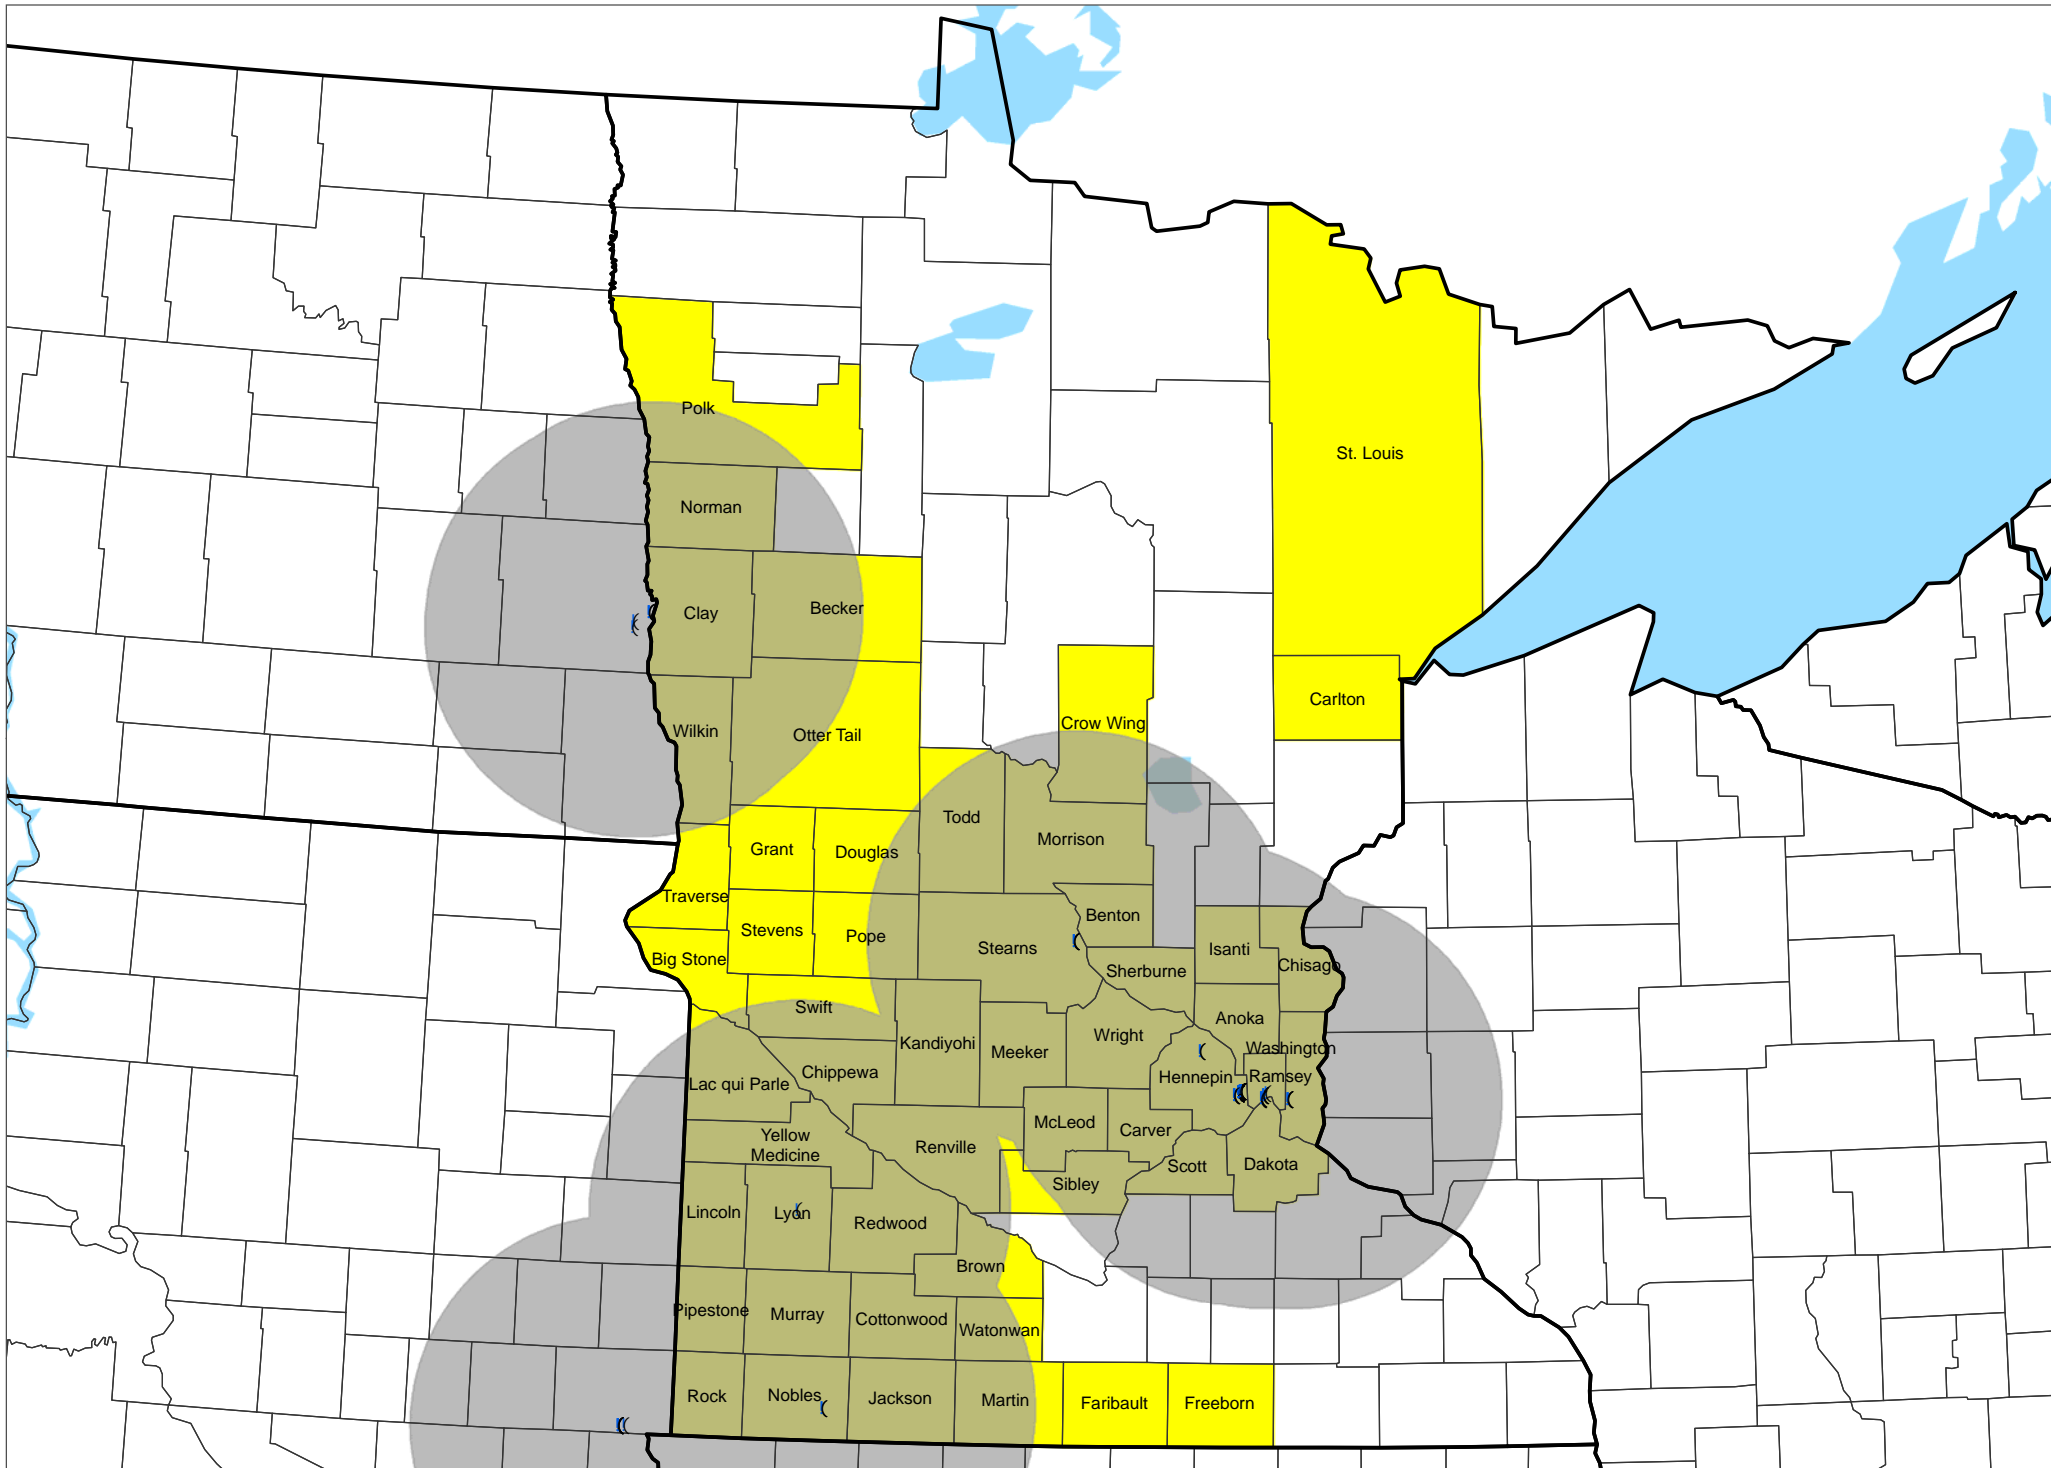 Polk
St. Louis
Norman
Becker
Clay
Carlton
Crow Wing
Wilkin
Otter Tail
Todd
Morrison
Grant
Douglas
Traverse
Benton
Stevens
Pope
Stearns
Isanti
Big Stone
Chisago
Sherburne
Swift
Anoka
Wright
Kandiyohi
Washington
Meeker
Chippewa
Hennepin
Ramsey
Lac qui Parle
McLeod
Carver
Yellow
Medicine
Renville
Scott
Dakota
Sibley
Lincoln
Lyon
Redwood
Brown
Pipestone
Murray
Cottonwood
Watonwan
Rock
Nobles
Jackson
Martin
Faribault
Freeborn